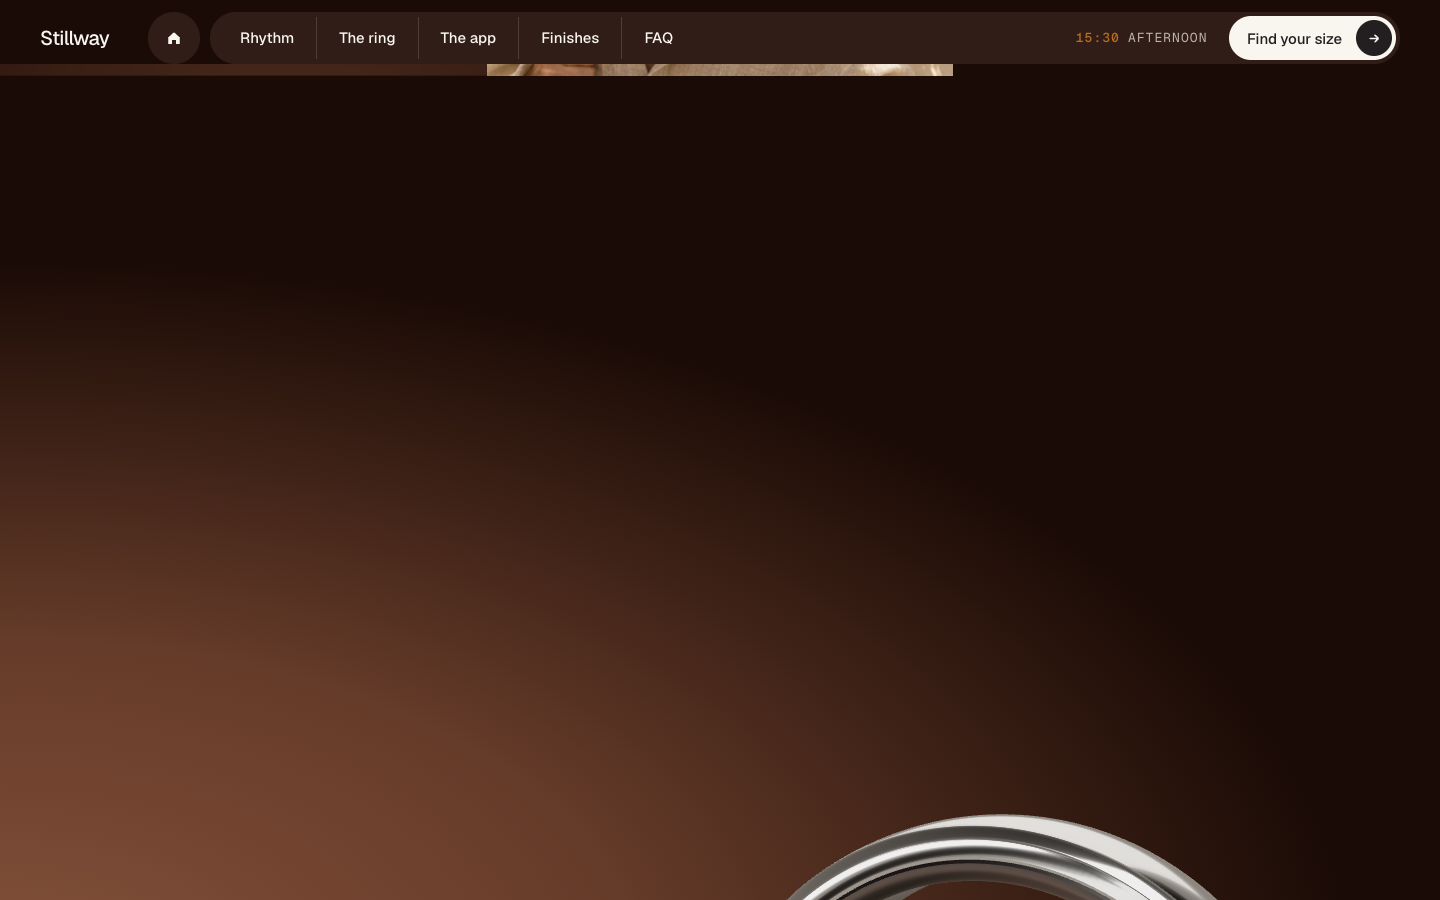 Stillway
Rhythm
The ring
The app
Finishes
FAQ
15:30 AFTERNOON
Find your size